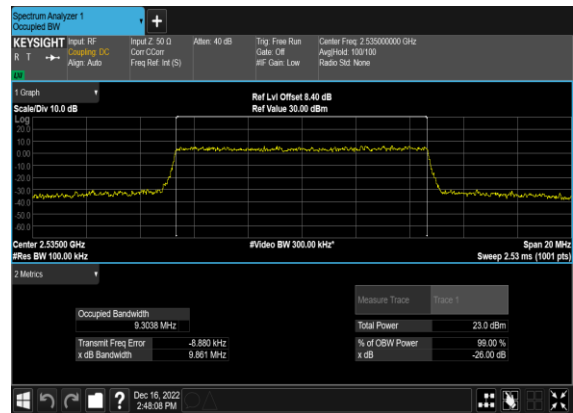 Spectrum Analyzer 1
Occupied BW
+
KEYSIGHT Input: RF Input Z: 50 Ω Atten: 40 dB Trig: Free Run Center Freq: 2.535000000 GHz
R T Coupling: DC Corr CCorr Gate: Off Avg|Hold: 100/100
Align: Auto Freq Ref: Int (S) #IF Gain: Low Radio Std: None
1 Graph
Ref Lvl Offset 8.40 dB
Scale/Div 10.0 dB Ref Value 30.00 dBm
Log
20.0
10.0
0.00
-10.0
-20.0
-30.0
-40.0
-50.0
-60.0
Center 2.53500 GHz #Video BW 300.00 kHz* Span 20 MHz
#Res BW 100.00 kHz Sweep 2.53 ms (1001 pts)
2 Metrics
Measure Trace Trace 1
Occupied Bandwidth
9.3038 MHz Total Power 23.0 dBm
Transmit Freq Error -8.880 kHz % of OBW Power 99.00 %
x dB Bandwidth 9.861 MHz x dB -26.00 dB
? Dec 16, 2022
2:48:08 PM